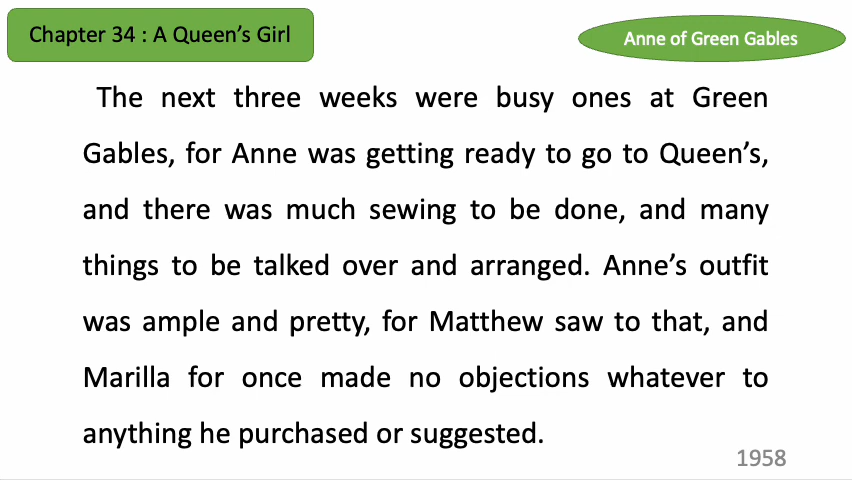 Chapter 34 : A Queen’s Girl
Anne of Green Gables
The next three weeks were busy ones at Green
Gables, for Anne was getting ready to go to Queen’s,
and there was much sewing to be done, and many
things to be talked over and arranged. Anne’s outfit
was ample and pretty, for Matthew saw to that, and
Marilla for once made no objections whatever to
anything he purchased or suggested.
1958